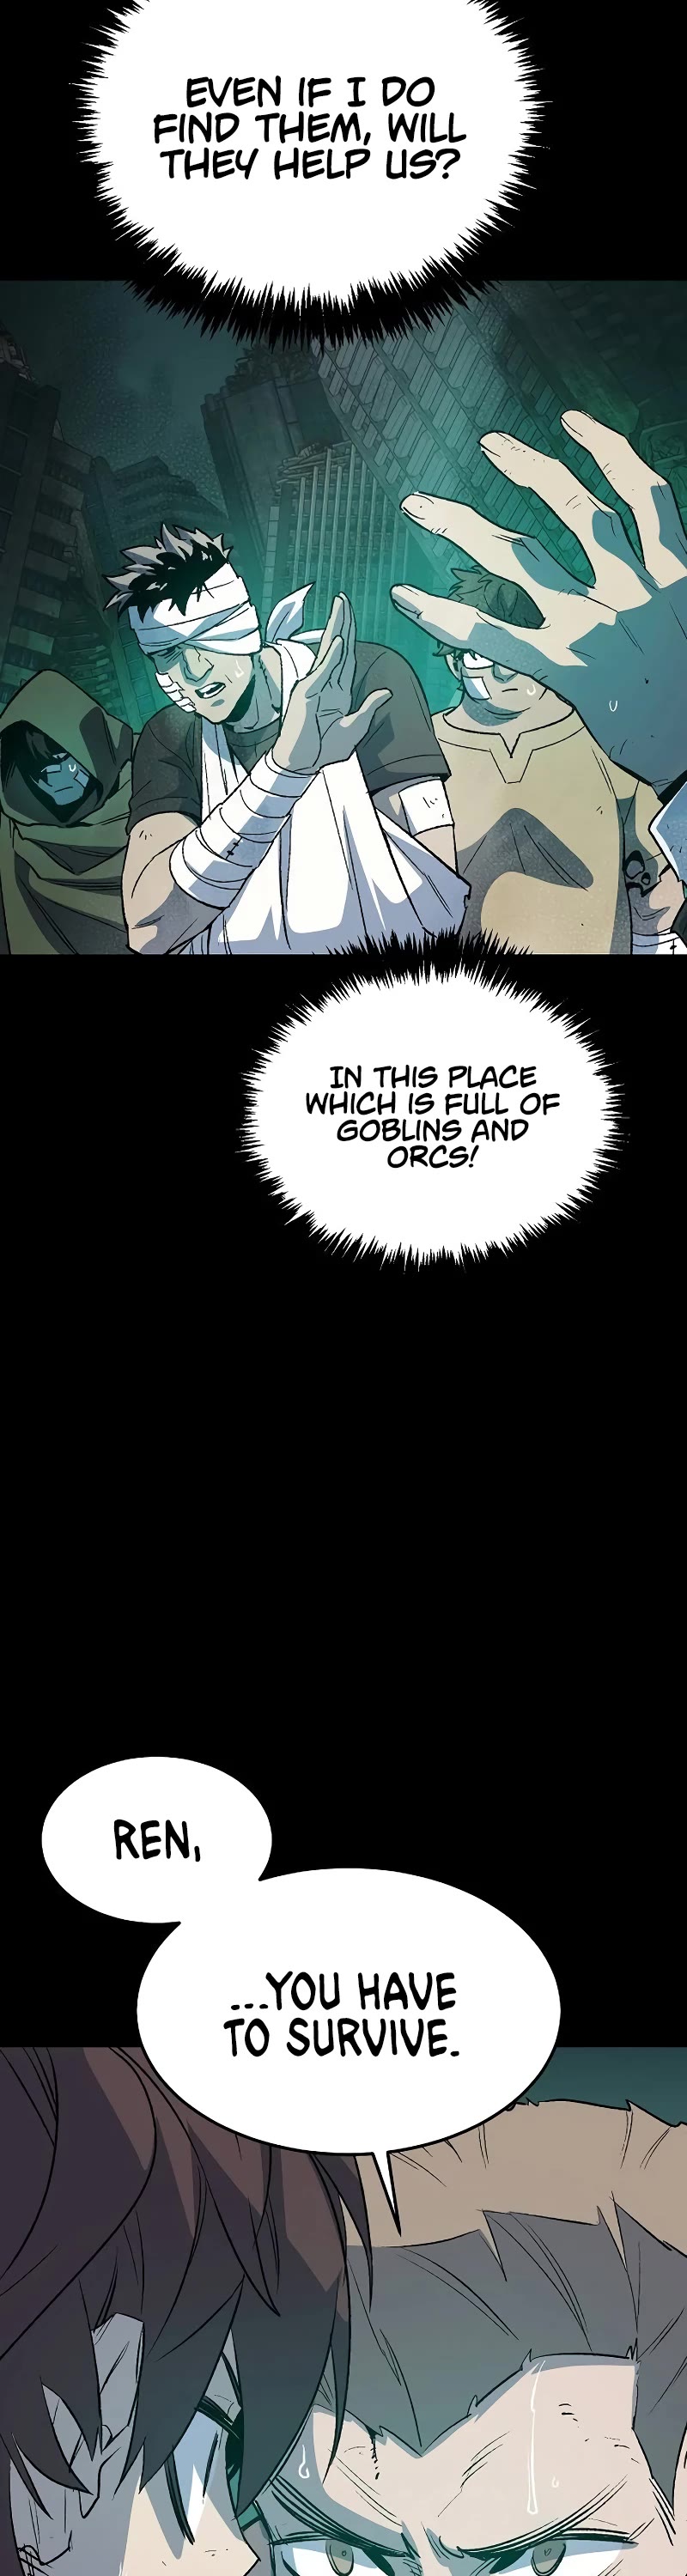 EVEN IF I DO
FIND THEM, WILL
THEY HELP US?
IN THIS PLACE
WHICH IS FULL OF
GOBLINS AND
ORCS!
REN,
...YOU HAVE
TO SURVIVE.